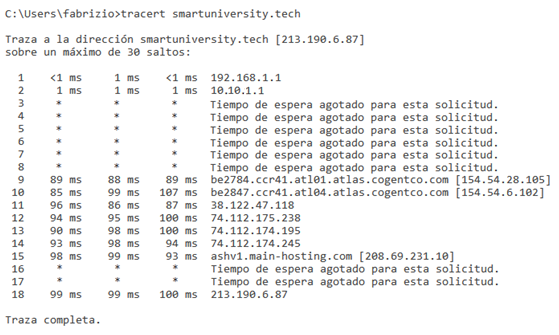 C:\Users\fabrizio>tracert smartuniversity.tech
Traza a la dirección smartuniversity.tech [213.190.6.87]
sobre un máximo de 30 saltos:
1 <1 ms 1 ms <1 ms 192.168.1.1
2 1 ms 1 ms 1 ms 10.10.1.1
3 * * * Tiempo de espera agotado para esta solicitud.
4 * * * Tiempo de espera agotado para esta solicitud.
5 * * * Tiempo de espera agotado para esta solicitud.
6 * * * Tiempo de espera agotado para esta solicitud.
7 * * * Tiempo de espera agotado para esta solicitud.
8 * * * Tiempo de espera agotado para esta solicitud.
9 89 ms 88 ms 89 ms be2784.ccr41.atl01.atlas.cogentco.com [154.54.28.105]
10 85 ms 99 ms 107 ms be2847.ccr41.atl04.atlas.cogentco.com [154.54.6.102]
11 96 ms 86 ms 87 ms 38.122.47.118
12 94 ms 95 ms 100 ms 74.112.175.238
13 90 ms 98 ms 100 ms 74.112.174.195
14 93 ms 98 ms 94 ms 74.112.174.245
15 98 ms 99 ms 93 ms ashv1.main-hosting.com [208.69.231.10]
16 * * * Tiempo de espera agotado para esta solicitud.
17 * * * Tiempo de espera agotado para esta solicitud.
18 99 ms 99 ms 100 ms 213.190.6.87
Traza completa.